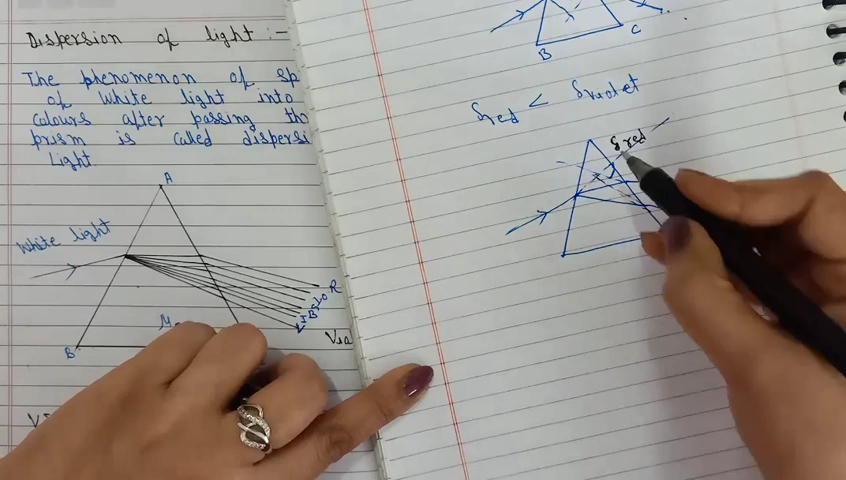 Dispersion of light :-
The phenomenon of sp
of white light into
colours after passing th
prism is called dispersi
light
A
White light
R
O
B
I
V
Vio
B
B
C
δred < δviolet
δred